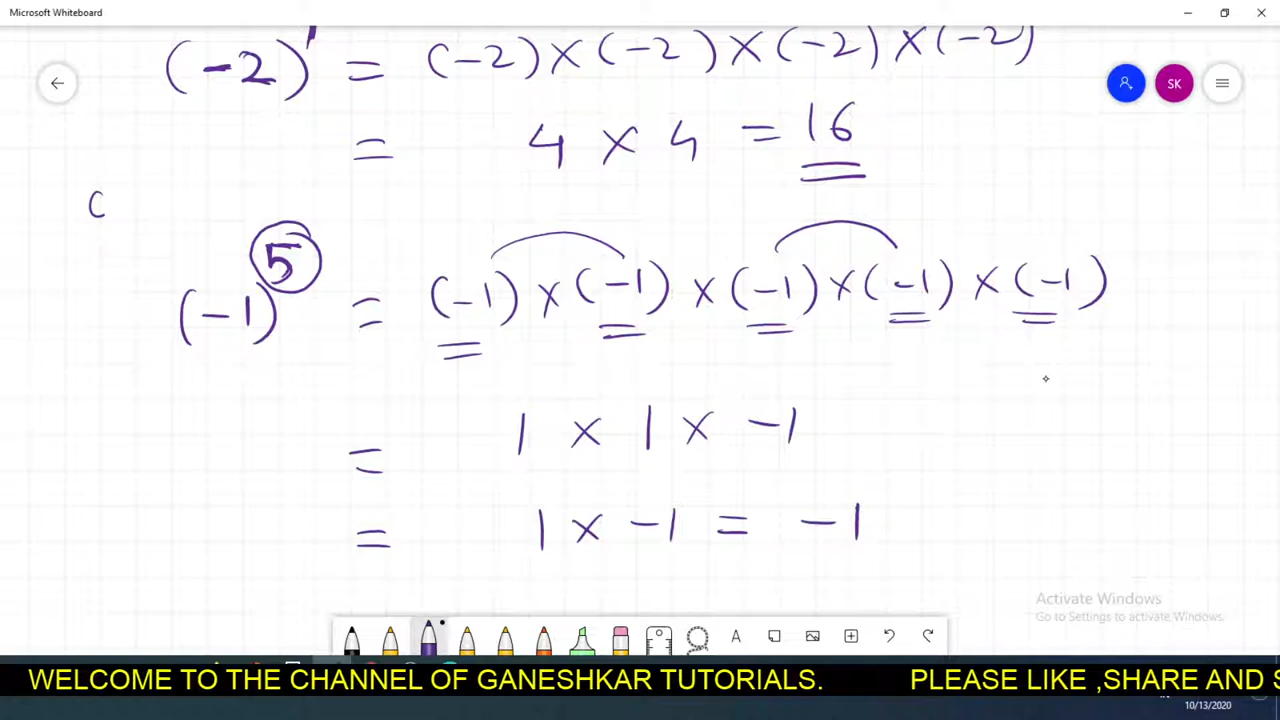 Microsoft Whiteboard
(-2) = (-2) × (-2) × (-2) × (-2)
SK
= 4 × 4 = 16
(-1)^5 = (-1) × (-1) × (-1) × (-1) × (-1)
= 1 × 1 × -1
= 1 × -1 = -1
Activate Windows
Go to Settings to activate Windows.
A
WELCOME TO THE CHANNEL OF GANESHKAR TUTORIALS. PLEASE LIKE ,SHARE AND S
10/13/2020